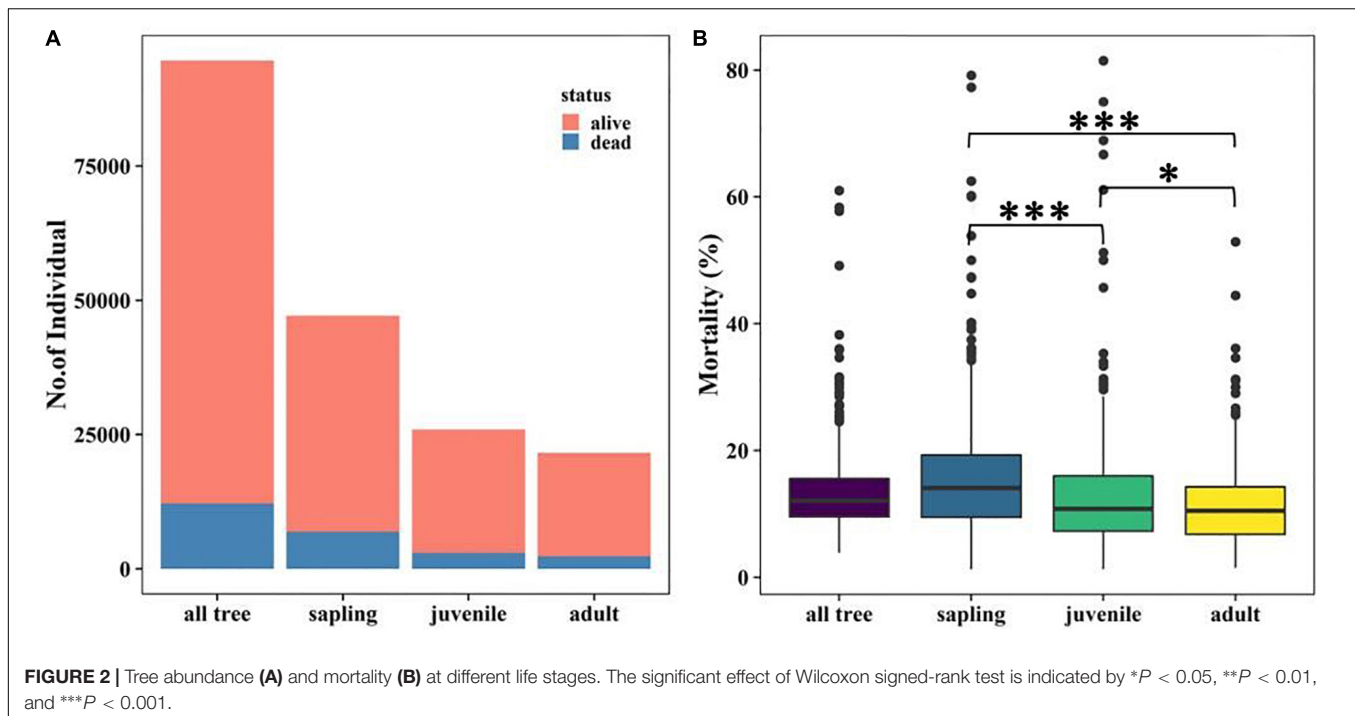 A
No.of Individual
75000
50000
25000
0
status
alive
dead
all tree sapling juvenile adult
B
Mortality (%)
80
60
40
20
0
***
*
***
all tree sapling juvenile adult
FIGURE 2 | Tree abundance (A) and mortality (B) at different life stages. The significant effect of Wilcoxon signed-rank test is indicated by *P < 0.05, **P < 0.01,
and ***P < 0.001.